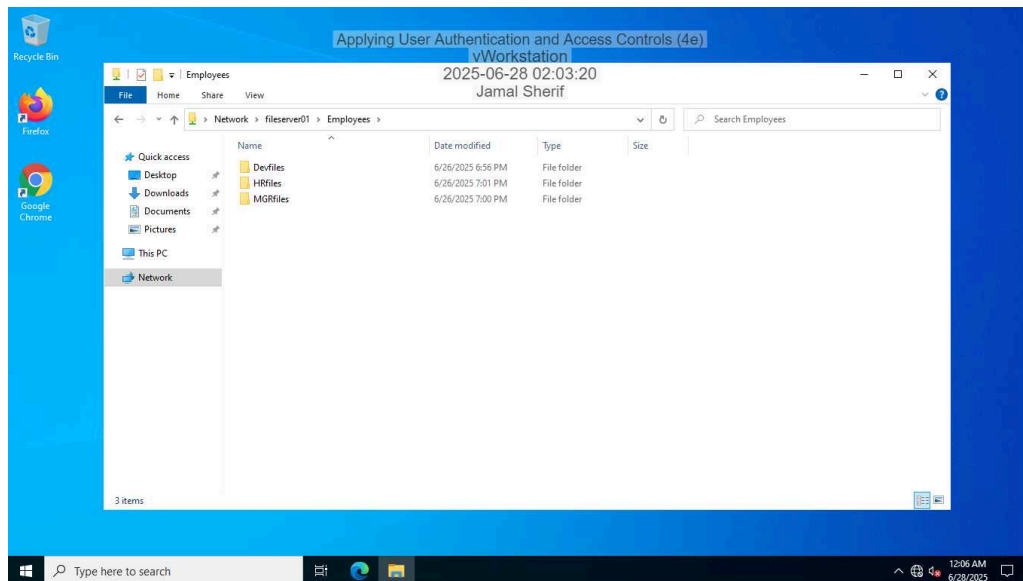 Recycle Bin
Applying User Authentication and Access Controls (4e)
vWorkstation
2025-06-28 02:03:20
Jamal Sherif
Employees
File Home Share View
Network > fileserver01 > Employees >
Search Employees
Firefox
Google
Chrome
Quick access
Desktop
Downloads
Documents
Pictures
This PC
Network
Name Date modified Type Size
Devfiles 6/26/2025 6:56 PM File folder
HRfiles 6/26/2025 7:01 PM File folder
MGRfiles 6/26/2025 7:00 PM File folder
3 items
Type here to search
12:06 AM
6/28/2025